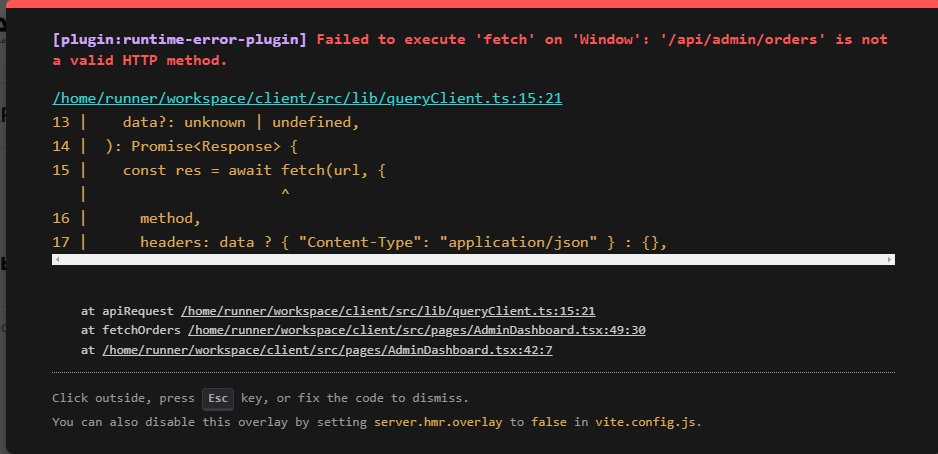 [plugin:runtime-error-plugin] Failed to execute 'fetch' on 'Window': '/api/admin/orders' is not
a valid HTTP method.
/home/runner/workspace/client/src/lib/queryClient.ts:15:21
13 |    data?: unknown | undefined,
14 |  ): Promise<Response> {
15 |    const res = await fetch(url, {
   |                      ^
16 |      method,
17 |      headers: data ? { "Content-Type": "application/json" } : {},
at apiRequest /home/runner/workspace/client/src/lib/queryClient.ts:15:21
at fetchOrders /home/runner/workspace/client/src/pages/AdminDashboard.tsx:49:30
at /home/runner/workspace/client/src/pages/AdminDashboard.tsx:42:7
Click outside, press Esc key, or fix the code to dismiss.
You can also disable this overlay by setting server.hmr.overlay to false in vite.config.js.